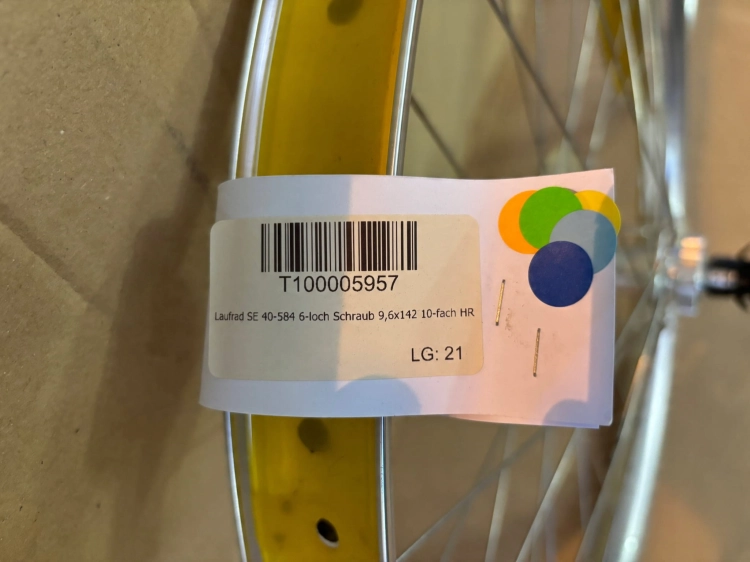 T100005957
Laufrad SE 40-584 6-loch Schraub 9,6x142 10-fach HR
LG: 21